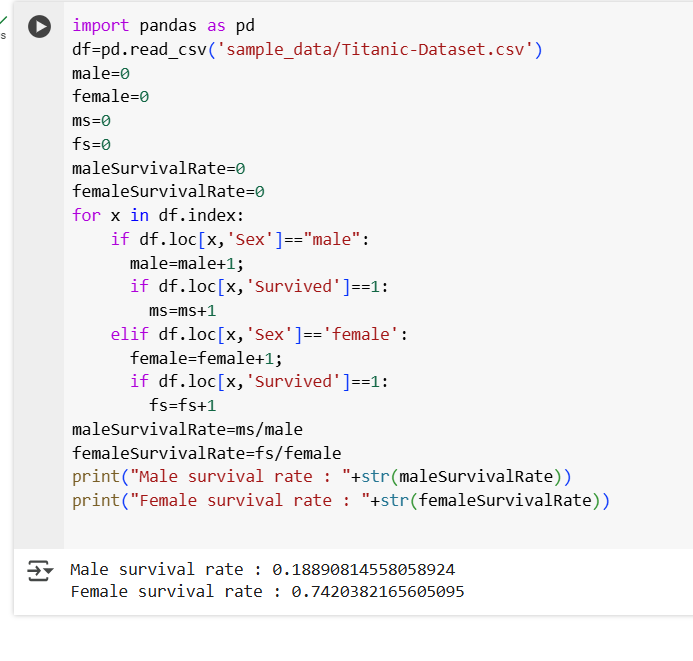 import pandas as pd
s
df=pd.read_csv('sample_data/Titanic-Dataset.csv')
male=0
female=0
ms=0
fs=0
maleSurvivalRate=0
femaleSurvivalRate=0
for x in df.index:
    if df.loc[x,'Sex']=="male":
      male=male+1;
      if df.loc[x,'Survived']==1:
        ms=ms+1
    elif df.loc[x,'Sex']=='female':
      female=female+1;
      if df.loc[x,'Survived']==1:
        fs=fs+1
maleSurvivalRate=ms/male
femaleSurvivalRate=fs/female
print("Male survival rate : "+str(maleSurvivalRate))
print("Female survival rate : "+str(femaleSurvivalRate))
Male survival rate : 0.18890814558058924
Female survival rate : 0.7420382165605095